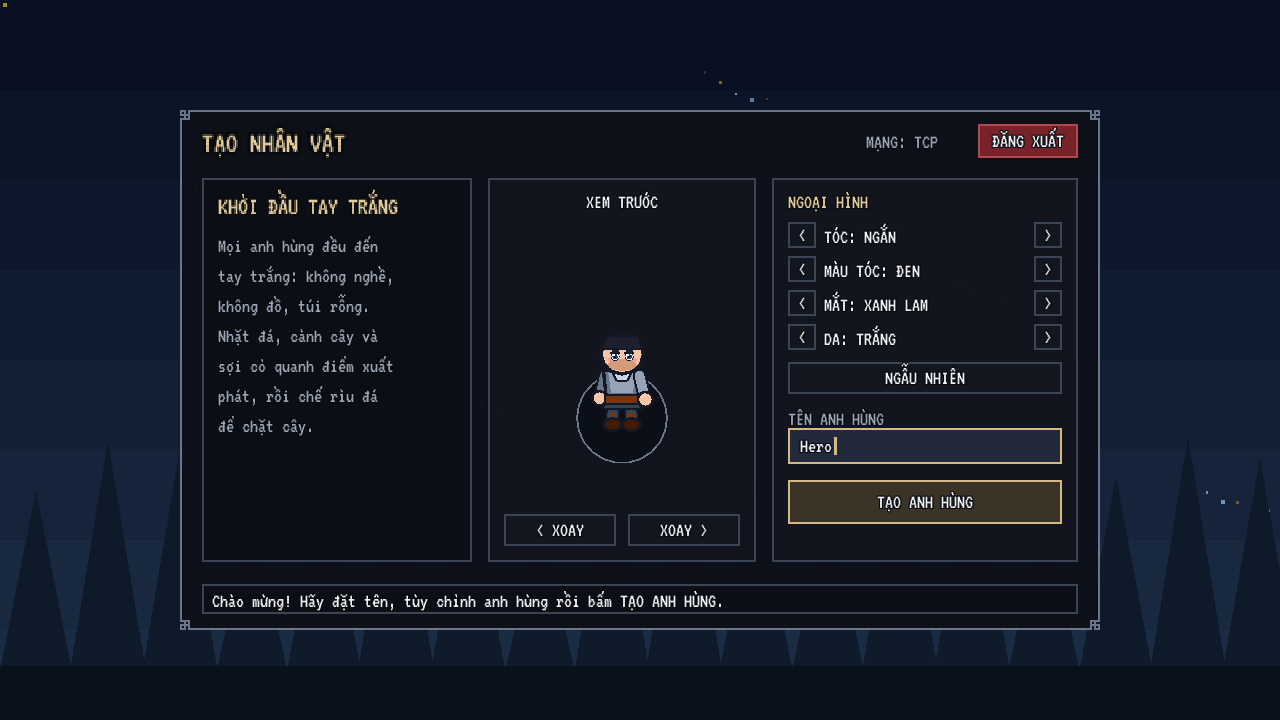 TẠO NHÂN VẬT
MẠNG: TCP
ĐĂNG XUẤT
KHỞI ĐẦU TAY TRẮNG
Mọi anh hùng đều đến
tay trắng: không nghề,
không đồ, túi rỗng.
Nhặt đá, cành cây và
sợi cỏ quanh điểm xuất
phát, rồi chế rìu đá
để chặt cây.
XEM TRƯỚC
< XOAY
XOAY >
NGOẠI HÌNH
< TÓC: NGẮN >
< MÀU TÓC: ĐEN >
< MẮT: XANH LAM >
< DA: TRẮNG >
NGẪU NHIÊN
TÊN ANH HÙNG
Hero
TẠO ANH HÙNG
Chào mừng! Hãy đặt tên, tùy chỉnh anh hùng rồi bấm TẠO ANH HÙNG.